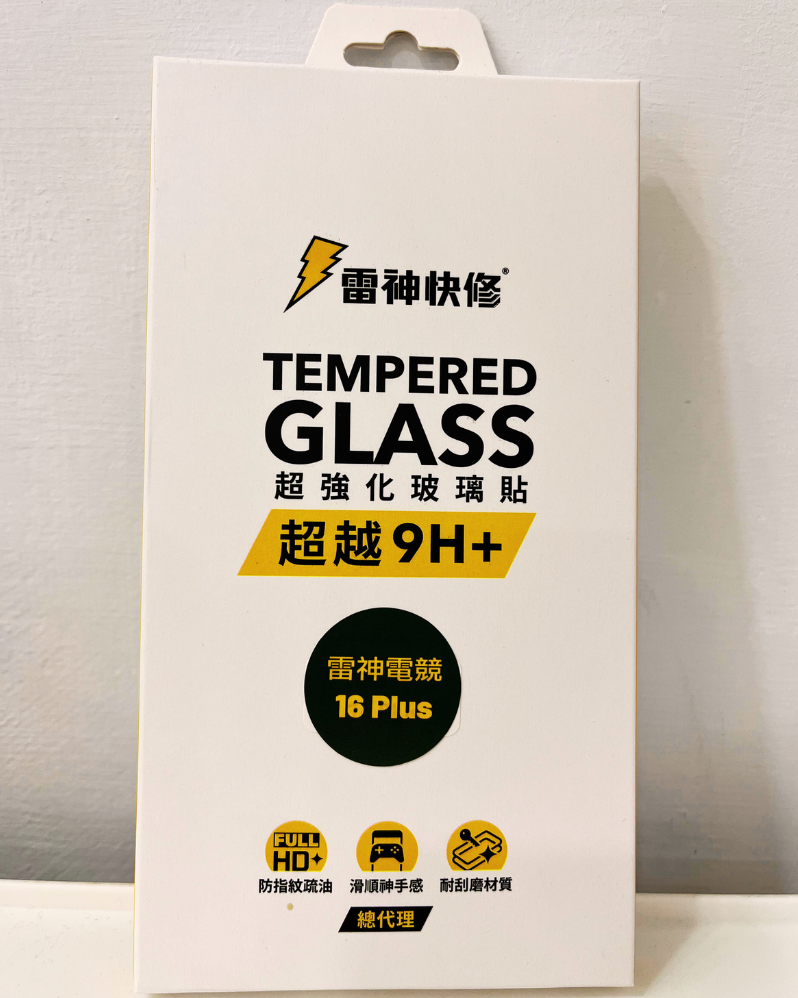 雷神快修®
TEMPERED
GLASS
超強化玻璃貼
超越9H+
雷神電競
16 Plus
FULL
HD+
防指紋疏油 滑順神手感 耐刮磨材質
總代理